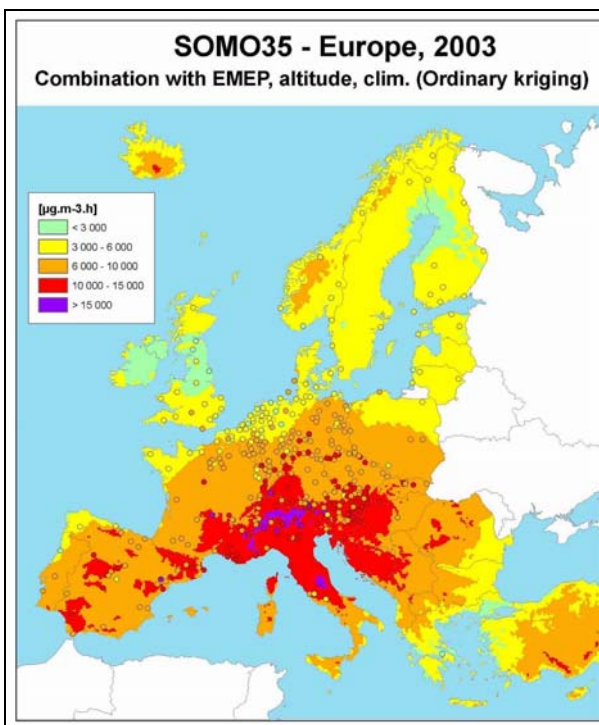 SOMO35 - Europe, 2003
Combination with EMEP, altitude, clim. (Ordinary kriging)
[µg.m-3.h]
< 3 000
3 000 - 6 000
6 000 - 10 000
10 000 - 15 000
> 15 000